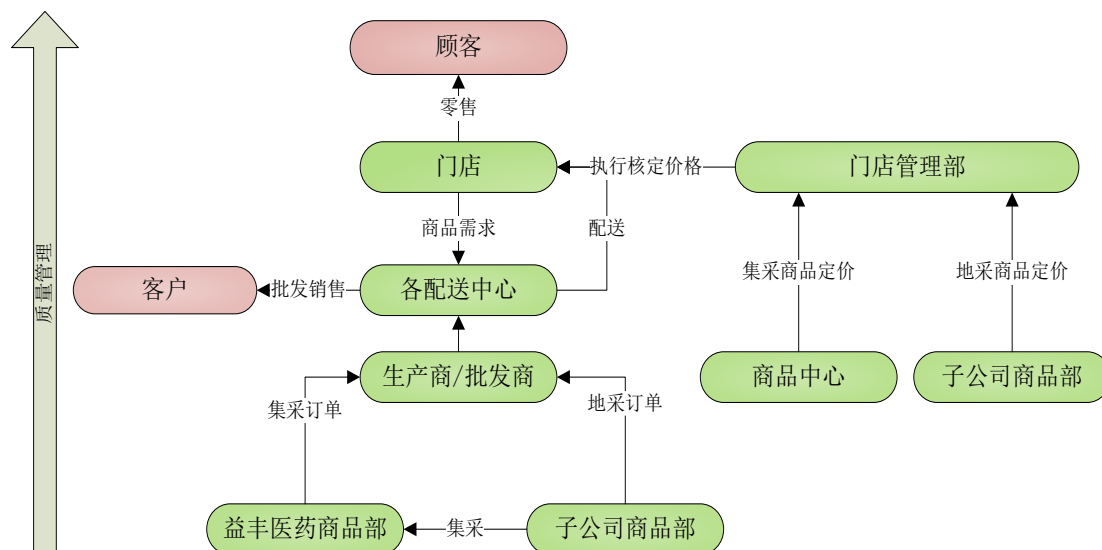 顾客
零售
门店
执行核定价格
门店管理部
商品需求
配送
质量管理
客户
批发销售
各配送中心
集采商品定价
地采商品定价
生产商/批发商
商品中心
子公司商品部
集采订单
地采订单
益丰医药商品部
集采
子公司商品部